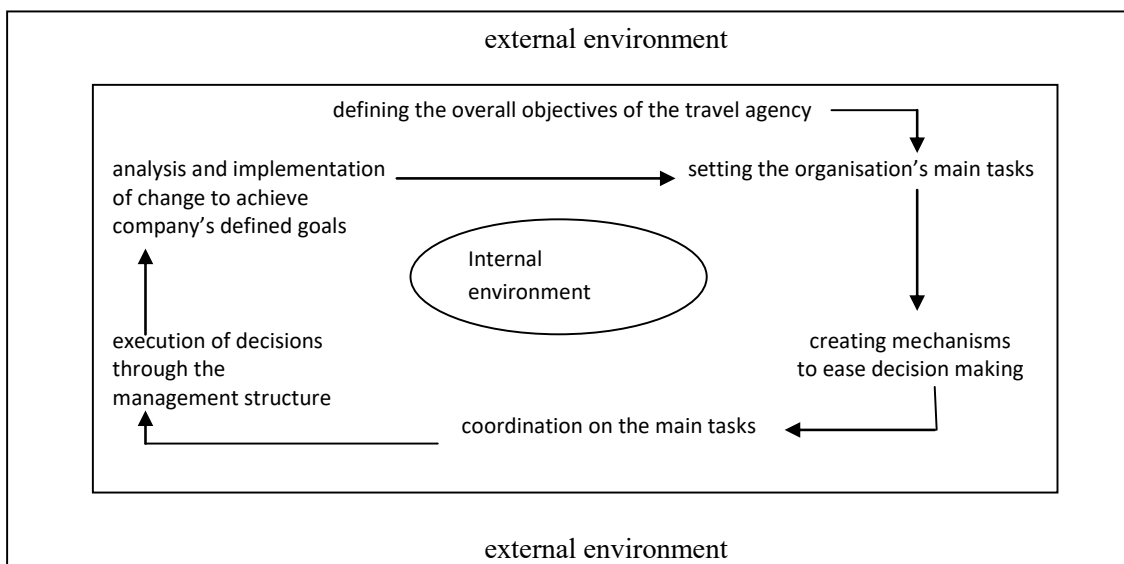 external environment
defining the overall objectives of the travel agency
analysis and implementation
of change to achieve
company’s defined goals
setting the organisation’s main tasks
Internal
environment
execution of decisions
through the
management structure
creating mechanisms
to ease decision making
coordination on the main tasks
external environment